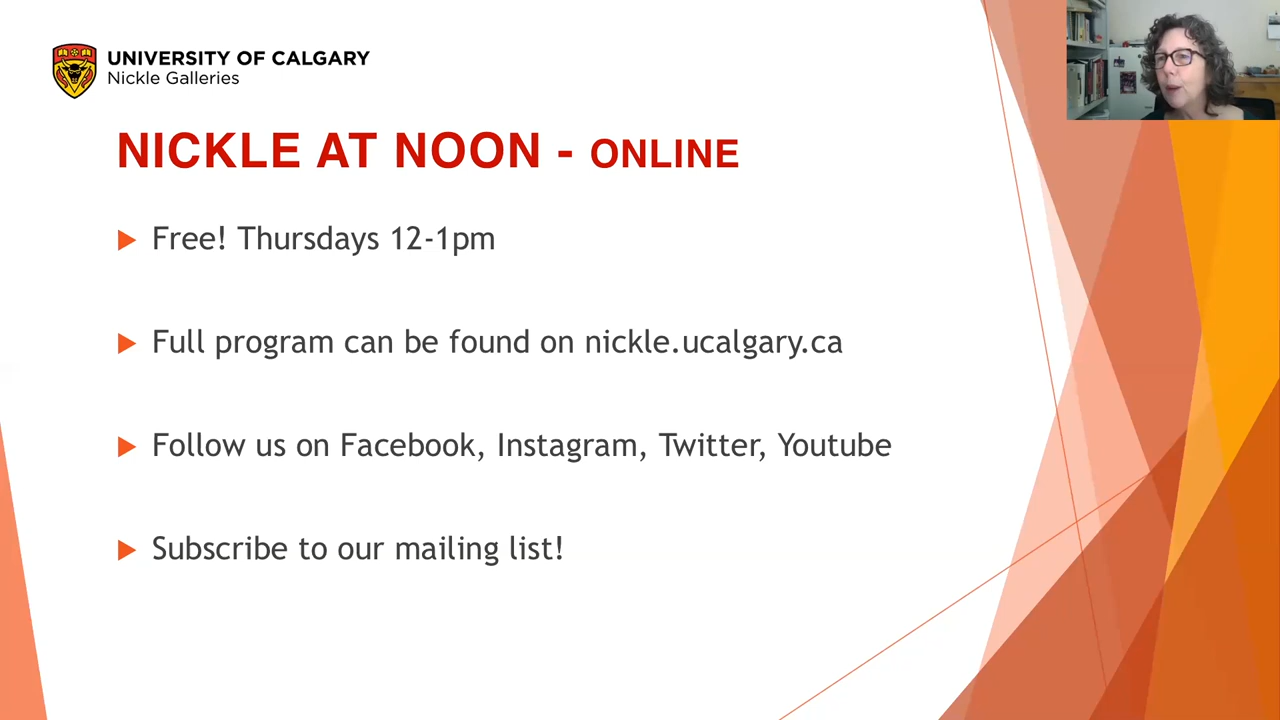 UNIVERSITY OF CALGARY
Nickle Galleries
NICKLE AT NOON - ONLINE
Free! Thursdays 12-1pm
Full program can be found on nickle.ucalgary.ca
Follow us on Facebook, Instagram, Twitter, Youtube
Subscribe to our mailing list!